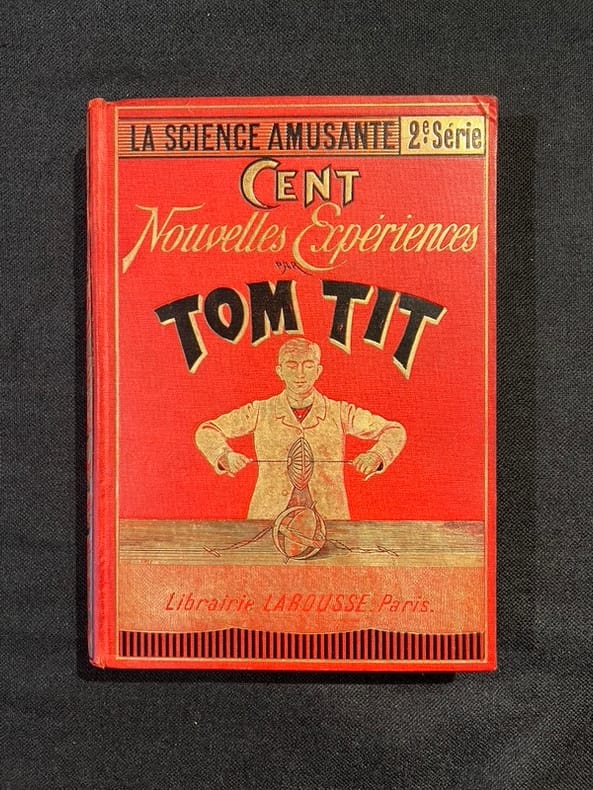 LA SCIENCE AMUSANTE 2e. Série
CENT
Nouvelles Expériences
PAR
TOM TIT
Librairie LAROUSSE. Paris.